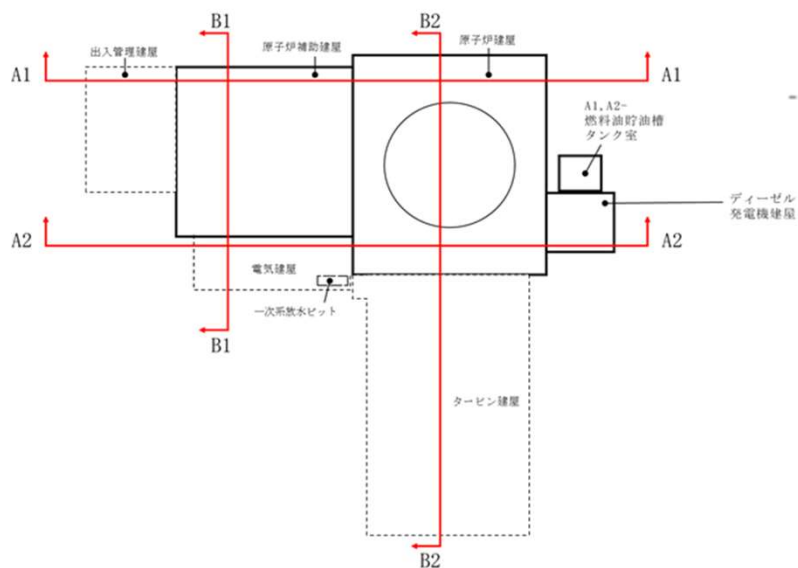 B1
B2
出入管理建屋
原子炉補助建屋
原子炉建屋
A1
A1
A1, A2-
燃料油貯油槽
タンク室
ディーゼル
発電機建屋
A2
A2
電気建屋
一次系放水ピット
B1
タービン建屋
B2